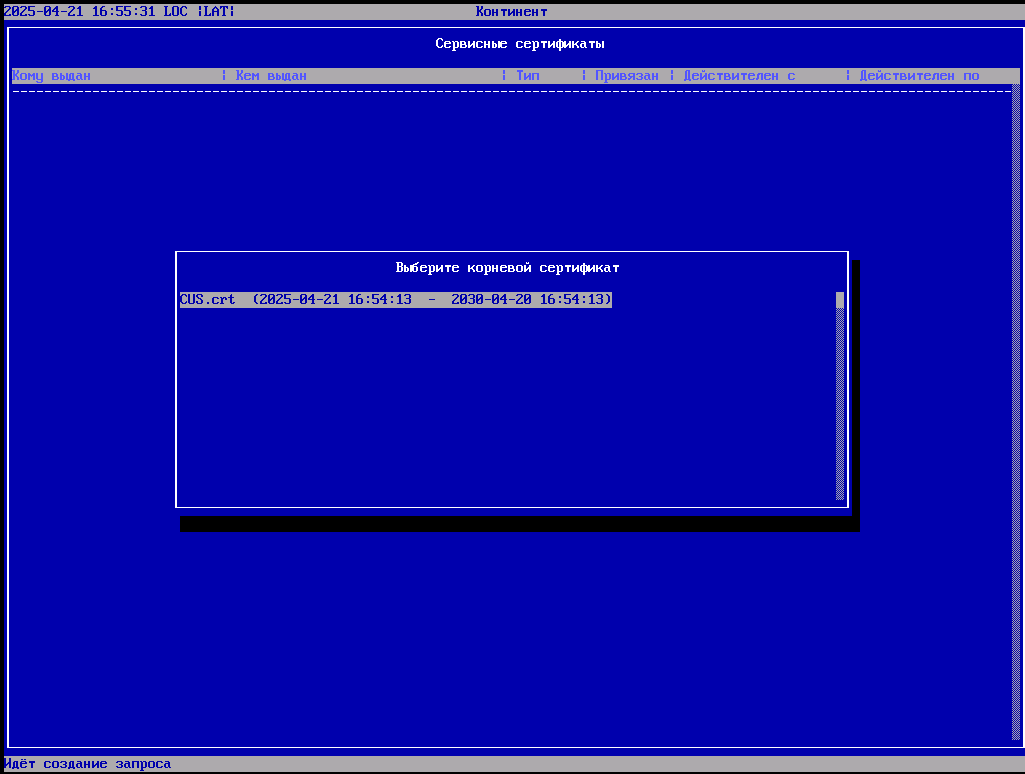 2025-04-21 16:55:31 LOC ¦LAT¦ Континент
Сервисные сертификаты
Кому выдан ¦ Кем выдан ¦ Тип ¦ Привязан ¦ Действителен с ¦ Действителен по
Выберите корневой сертификат
CUS.crt (2025-04-21 16:54:13 - 2030-04-20 16:54:13)
Идёт создание запроса